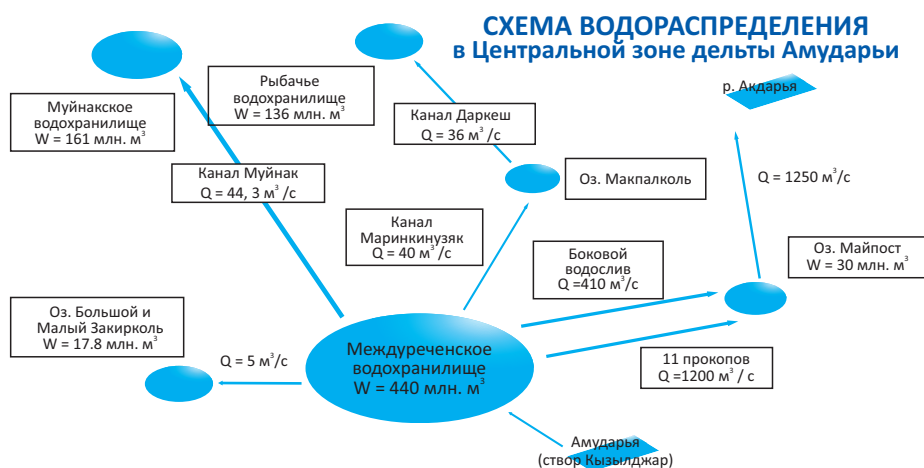 СХЕМА ВОДОРАСПРЕДЕЛЕНИЯ
в Центральной зоне дельты Амударьи
Муйнакское
водохранилище
W = 161 млн. м³
Рыбачье
водохранилище
W = 136 млн. м³
Канал Даркеш
Q = 36 м³/с
р. Акдарья
Канал Муйнак
Q = 44, 3 м³/с
Оз. Макпалколь
Q = 1250 м³/с
Канал
Маринкинузяк
Q = 40 м³/с
Боковой
водослив
Q =410 м³/с
Оз. Майпост
W = 30 млн. м³
Оз. Большой и
Малый Закирколь
W = 17.8 млн. м³
Q = 5 м³/с
Междуреченское
водохранилище
W = 440 млн. м³
11 прокопов
Q =1200 м³ / с
Амударья
(створ Кызылджар)